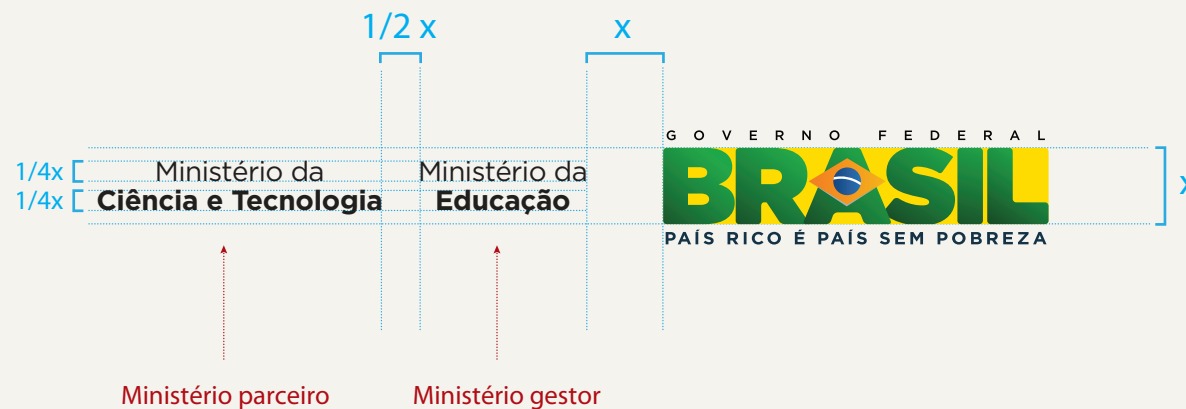 1/2 x
x
GOVERNO FEDERAL
1/4x
Ministério da
Ministério da
BRASIL
x
1/4x
Ciência e Tecnologia
Educação
PAÍS RICO É PAÍS SEM POBREZA
Ministério parceiro
Ministério gestor